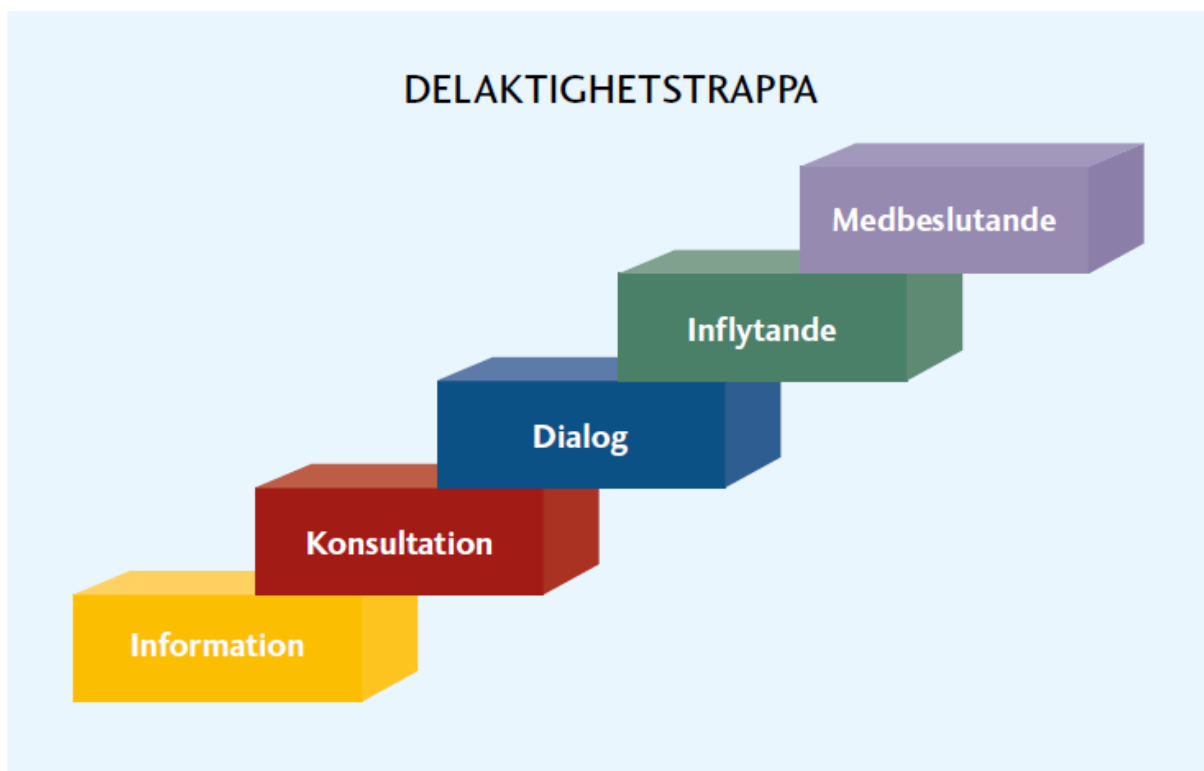 DELAKTIGHETSTRAPPA
Medbeslutande
Inflytande
Dialog
Konsultation
Information